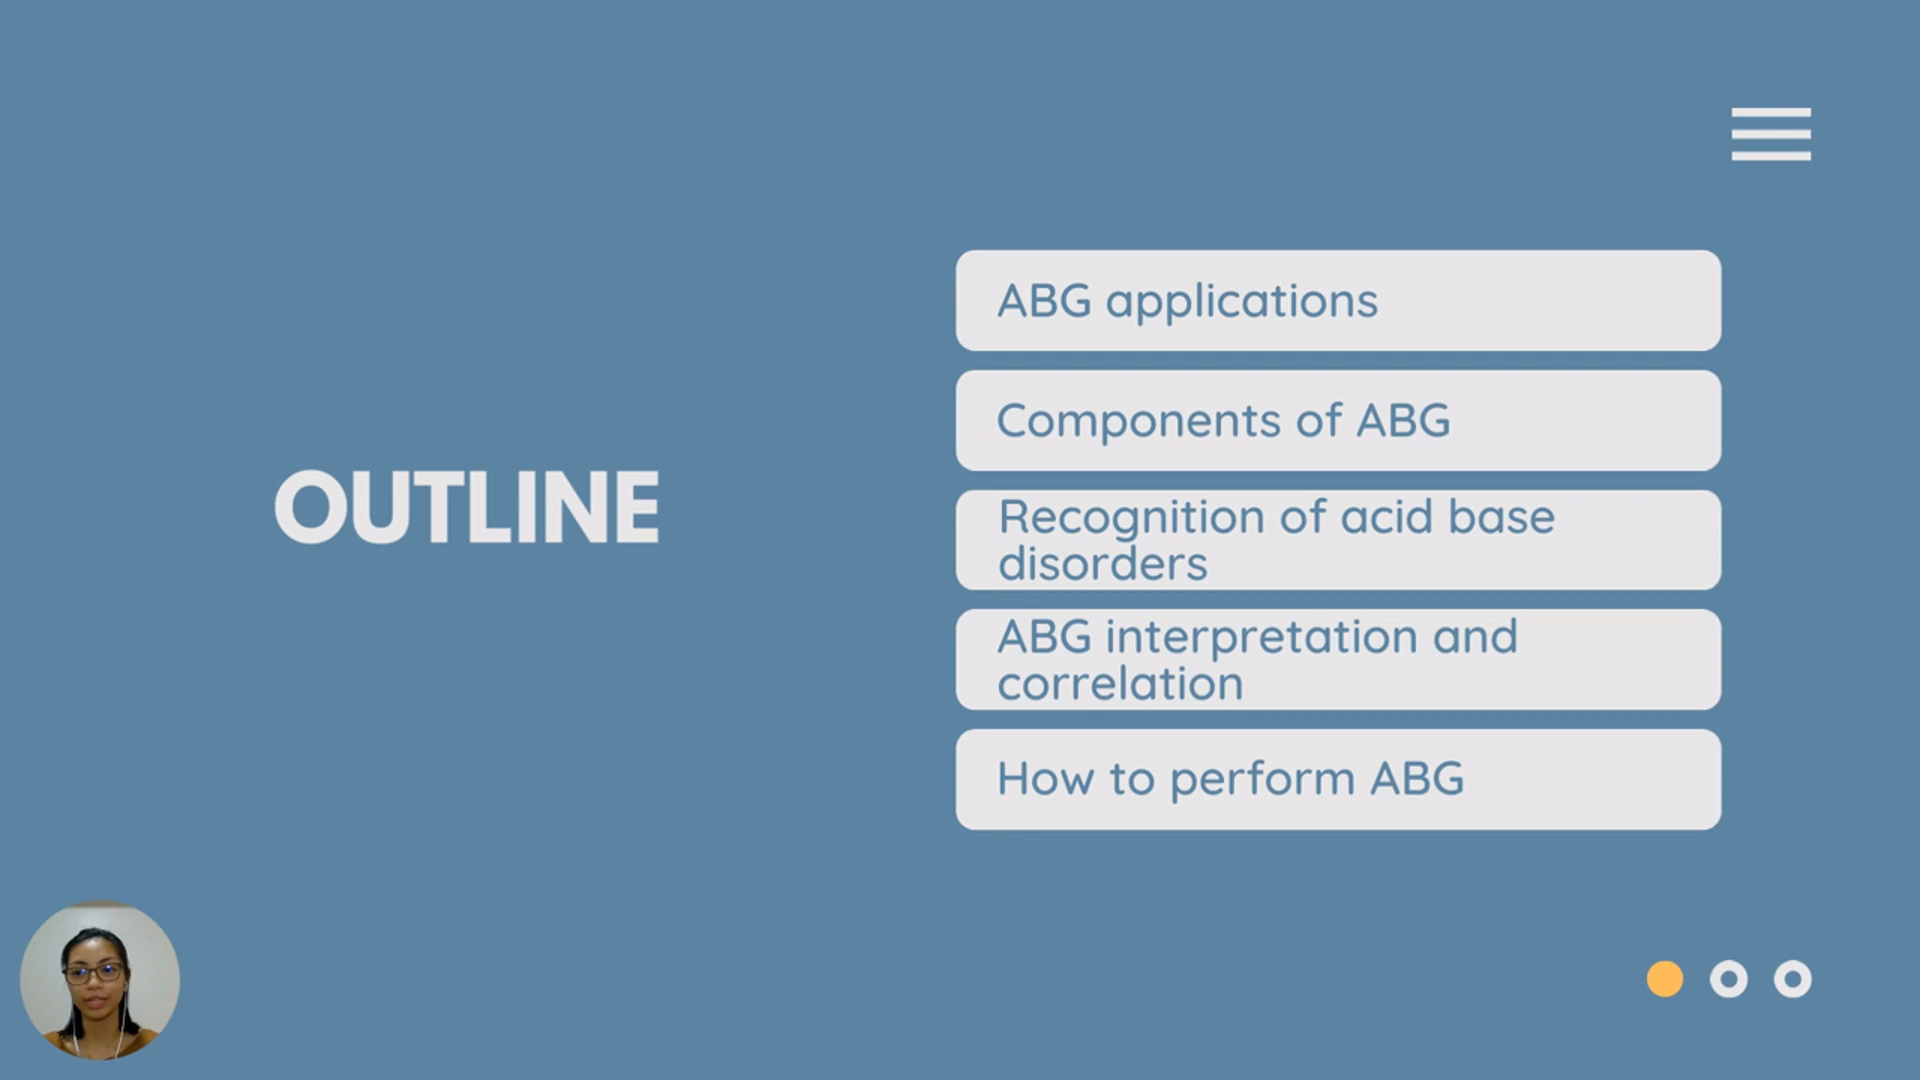 OUTLINE
ABG applications
Components of ABG
Recognition of acid base
disorders
ABG interpretation and
correlation
How to perform ABG